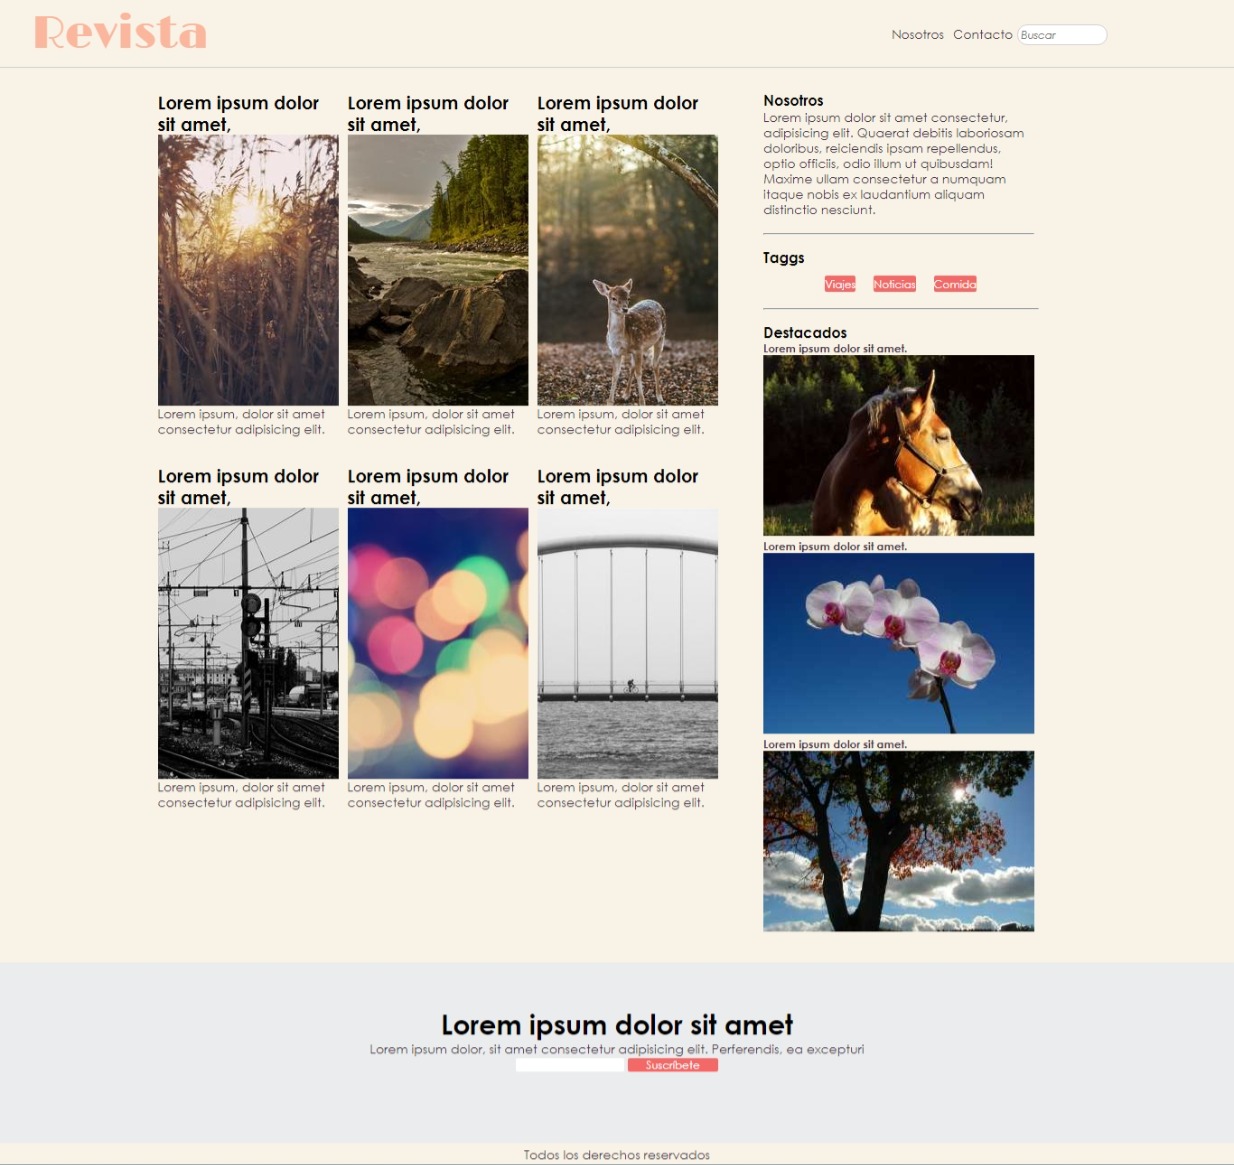 Revista
Nosotros Contacto Buscar
Lorem ipsum dolor
sit amet,
Lorem ipsum dolor
sit amet,
Lorem ipsum dolor
sit amet,
Lorem ipsum, dolor sit amet
consectetur adipisicing elit.
Lorem ipsum, dolor sit amet
consectetur adipisicing elit.
Lorem ipsum, dolor sit amet
consectetur adipisicing elit.
Lorem ipsum dolor
sit amet,
Lorem ipsum dolor
sit amet,
Lorem ipsum dolor
sit amet,
Lorem ipsum, dolor sit amet
consectetur adipisicing elit.
Lorem ipsum, dolor sit amet
consectetur adipisicing elit.
Lorem ipsum, dolor sit amet
consectetur adipisicing elit.
Nosotros
Lorem ipsum dolor sit amet consectetur,
adipisicing elit. Quaerat debitis laboriosam
doloribus, reiciendis ipsam repellendus,
optio officiis, odio illum ut quibusdam!
Maxime ullam consectetur a numquam
itaque nobis ex laudantium aliquam
distinctio nesciunt.
Taggs
Viajes Noticias Comida
Destacados
Lorem ipsum dolor sit amet.
Lorem ipsum dolor sit amet.
Lorem ipsum dolor sit amet.
Lorem ipsum dolor sit amet
Lorem ipsum dolor, sit amet consectetur adipisicing elit. Perferendis, ea excepturi
Suscríbete
Todos los derechos reservados